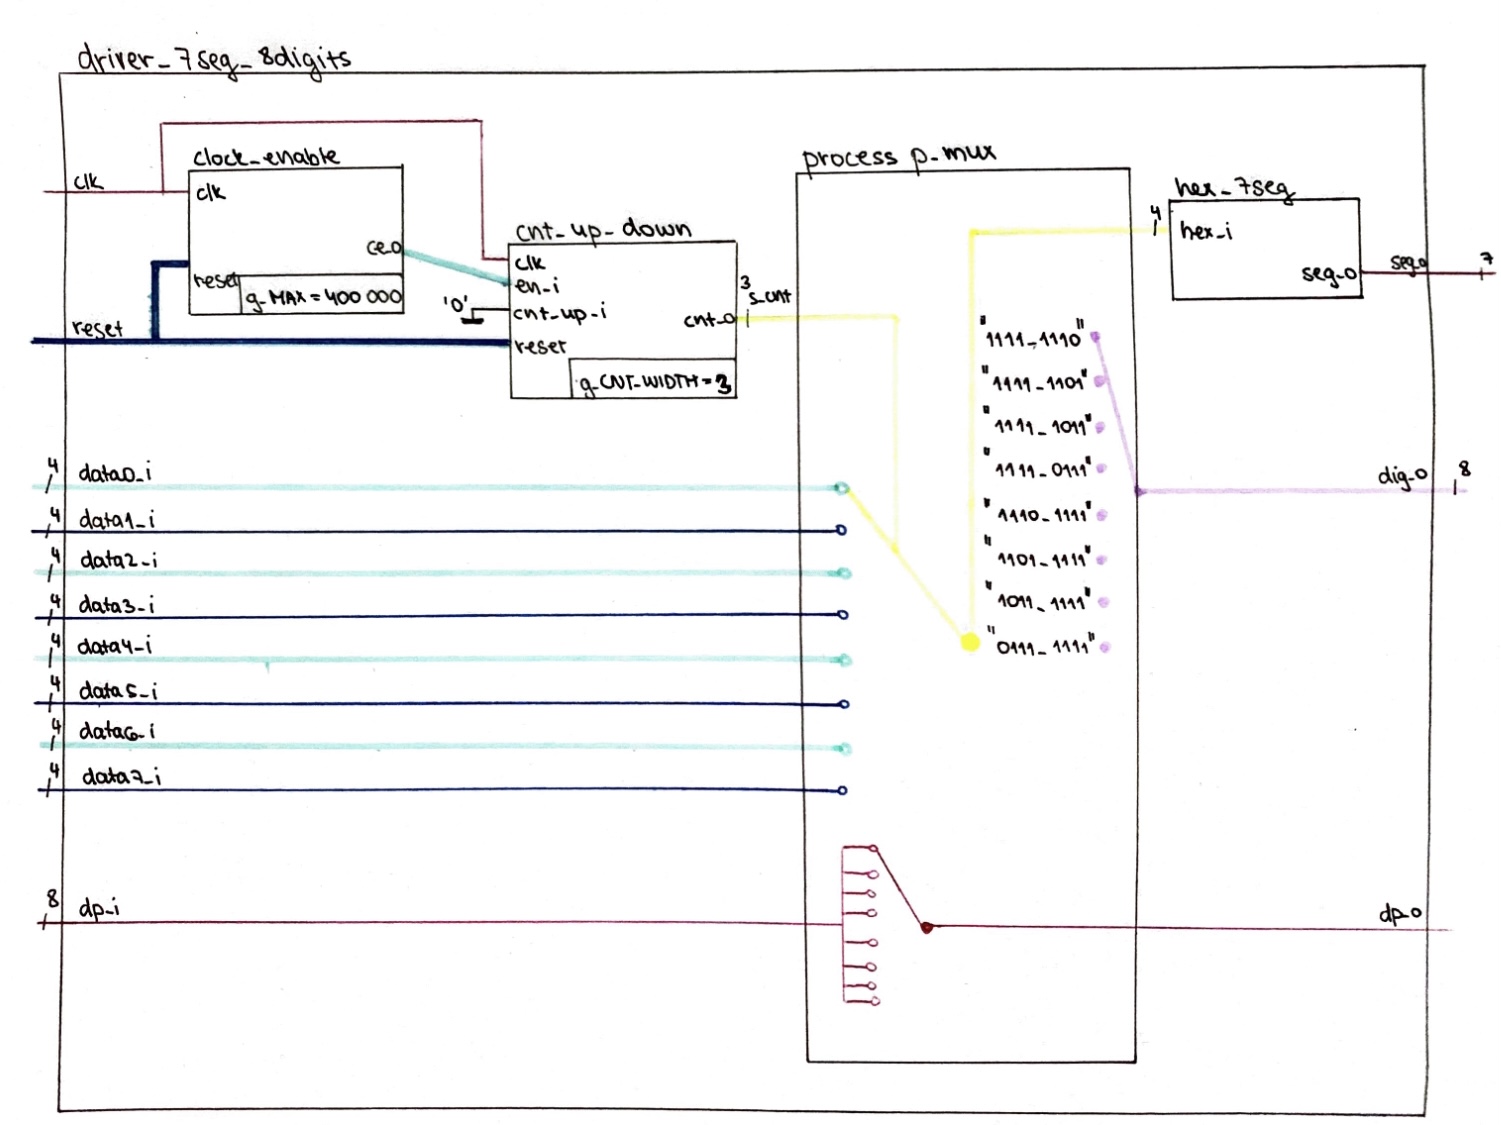 driver_7seg_8digits
clk
clock_enable
clk
ce_o
reset
g_MAX = 400 000
reset
cnt_up_down
clk
en_i
'0'
cnt_up_i
reset
g_CNT_WIDTH = 3
cnt_o
3
s_cnt
process p_mux
hex_7seg
4
hex_i
seg_o
seg_o
7
"1111_1110"
"1111_1101"
"1111_1011"
"1111_0111"
"1110_1111"
"1101_1111"
"1011_1111"
"0111_1111"
dig_o
8
4 data0_i
4 data1_i
4 data2_i
4 data3_i
4 data4_i
4 data5_i
4 data6_i
4 data7_i
8 dp_i
dp_o